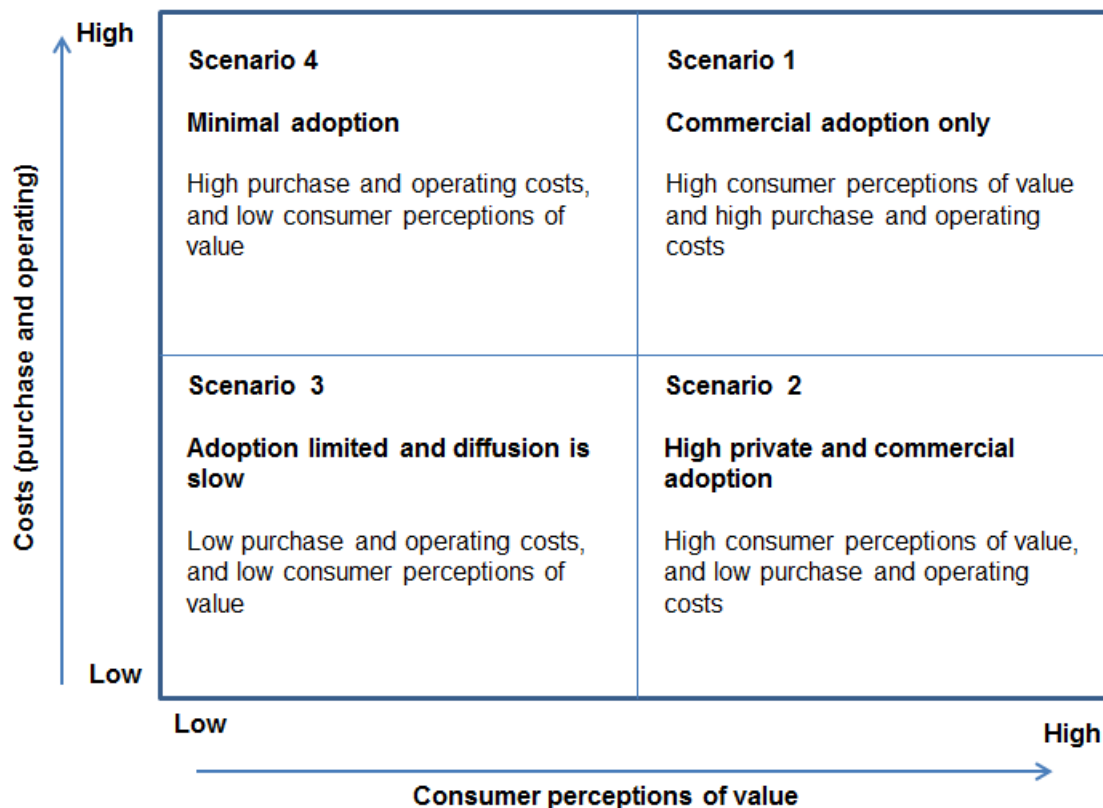 High
Costs (purchase and operating)
Low
Scenario 4
Minimal adoption
High purchase and operating costs,
and low consumer perceptions of
value
Scenario 1
Commercial adoption only
High consumer perceptions of value
and high purchase and operating
costs
Scenario 3
Adoption limited and diffusion is
slow
Low purchase and operating costs,
and low consumer perceptions of
value
Scenario 2
High private and commercial
adoption
High consumer perceptions of value,
and low purchase and operating
costs
Low
High
Consumer perceptions of value